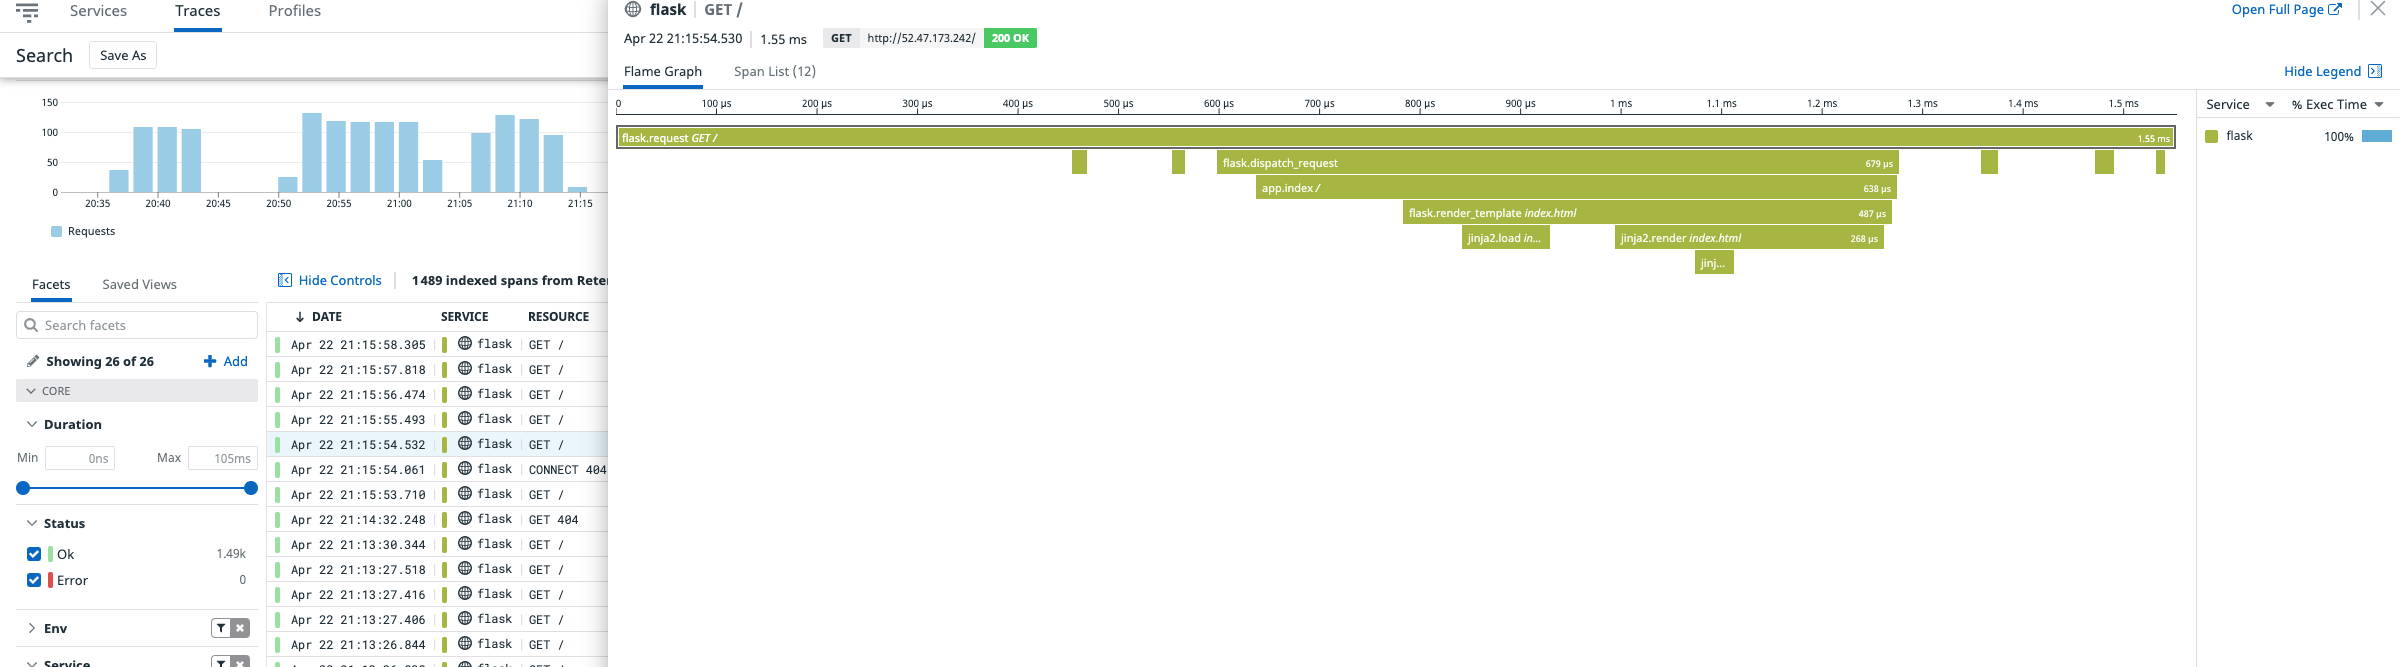 Services Traces Profiles
Search Save As
150
100
50
0
20:35 20:40 20:45 20:50 20:55 21:00 21:05 21:10 21:15
Requests
Facets Saved Views
Search facets
Showing 26 of 26 Add
CORE
Duration
Min 0ns Max 105ms
Status
Ok 1.49k
Error 0
Env
Service
Hide Controls 1 489 indexed spans from Reter
DATE SERVICE RESOURCE
Apr 22 21:15:58.305 flask GET /
Apr 22 21:15:57.818 flask GET /
Apr 22 21:15:56.474 flask GET /
Apr 22 21:15:55.493 flask GET /
Apr 22 21:15:54.532 flask GET /
Apr 22 21:15:54.061 flask CONNECT 404
Apr 22 21:15:53.710 flask GET /
Apr 22 21:14:32.248 flask GET 404
Apr 22 21:13:30.344 flask GET /
Apr 22 21:13:27.518 flask GET /
Apr 22 21:13:27.416 flask GET /
Apr 22 21:13:27.406 flask GET /
Apr 22 21:13:26.844 flask GET /
flask GET / Open Full Page
Apr 22 21:15:54.530 1.55 ms GET http://52.47.173.242/ 200 OK
Flame Graph Span List (12) Hide Legend
0 100 µs 200 µs 300 µs 400 µs 500 µs 600 µs 700 µs 800 µs 900 µs 1 ms 1.1 ms 1.2 ms 1.3 ms 1.4 ms 1.5 ms
flask.request GET / 1.55 ms
flask.dispatch_request 679 µs
app.index / 638 µs
flask.render_template index.html 487 µs
jinja2.load in... jinja2.render index.html 268 µs
jinj...
Service % Exec Time
flask 100%